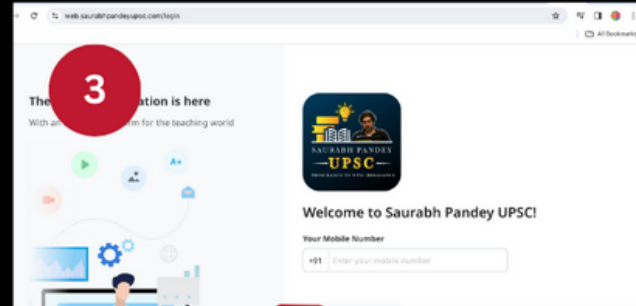 web.saurabhpandeyupsc.com/login
All Bookmarks
3
The ation is here
With an rm for the teaching world
A+
SAURABH PANDEY
UPSC
Welcome to Saurabh Pandey UPSC!
Your Mobile Number
+91 Enter your mobile number